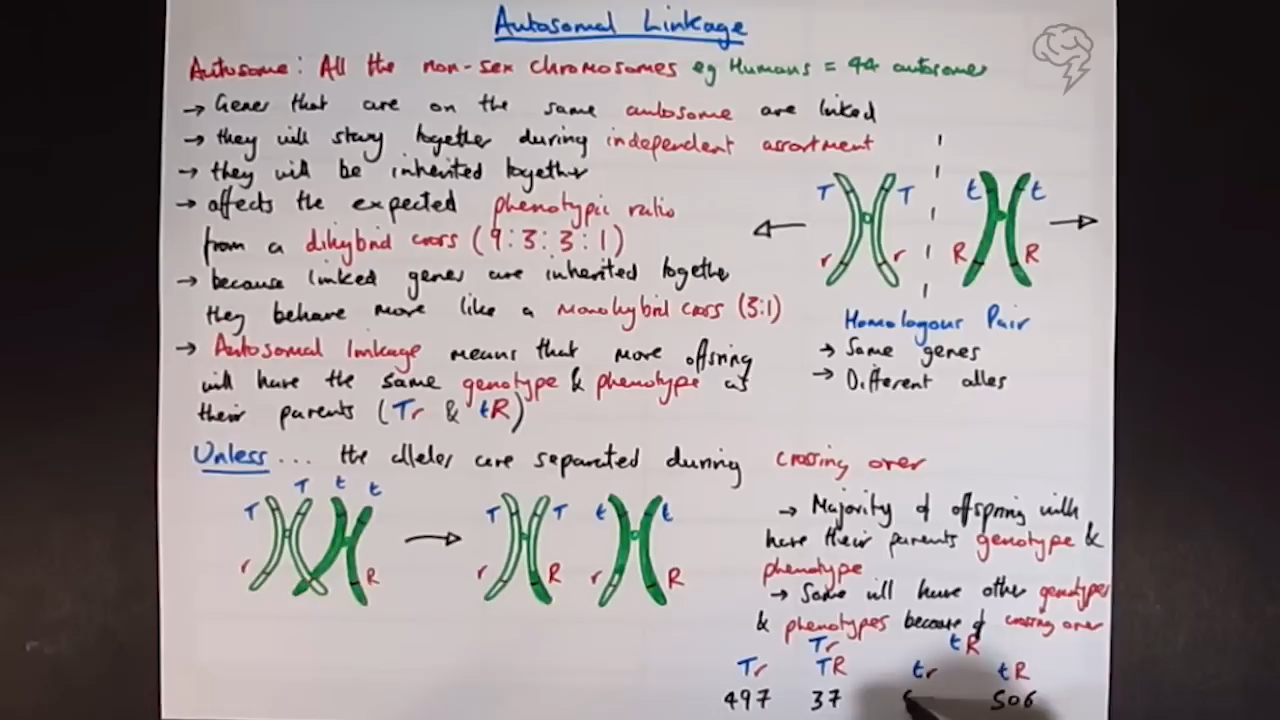 Autosomal Linkage
Autosome: All the non-sex chromosomes eg Humans = 44 autosomes
→ Genes that are on the same autosome are linked
→ they will stay together during independent assortment
→ they will be inherited together
→ affects the expected phenotypic ratio
from a dihybrid cross (9:3:3:1)
→ because linked genes are inherited together
they behave more like a monohybrid cross (3:1)
→ Autosomal linkage means that more offsring
will have the same genotype & phenotype as
their parents (Tr & tR)
T T t t
r r R R
Homologous Pair
→ Same genes
→ Different alles
Unless... the alleles are separated during crossing over
T T t t
r R
T T t t
r R r R
→ Majority of offspring will
have their parents genotype &
phenotype
→ Some will have other genotypes
& phenotypes because of crossing over
Tr tR
Tr TR tr tR
497 37 506